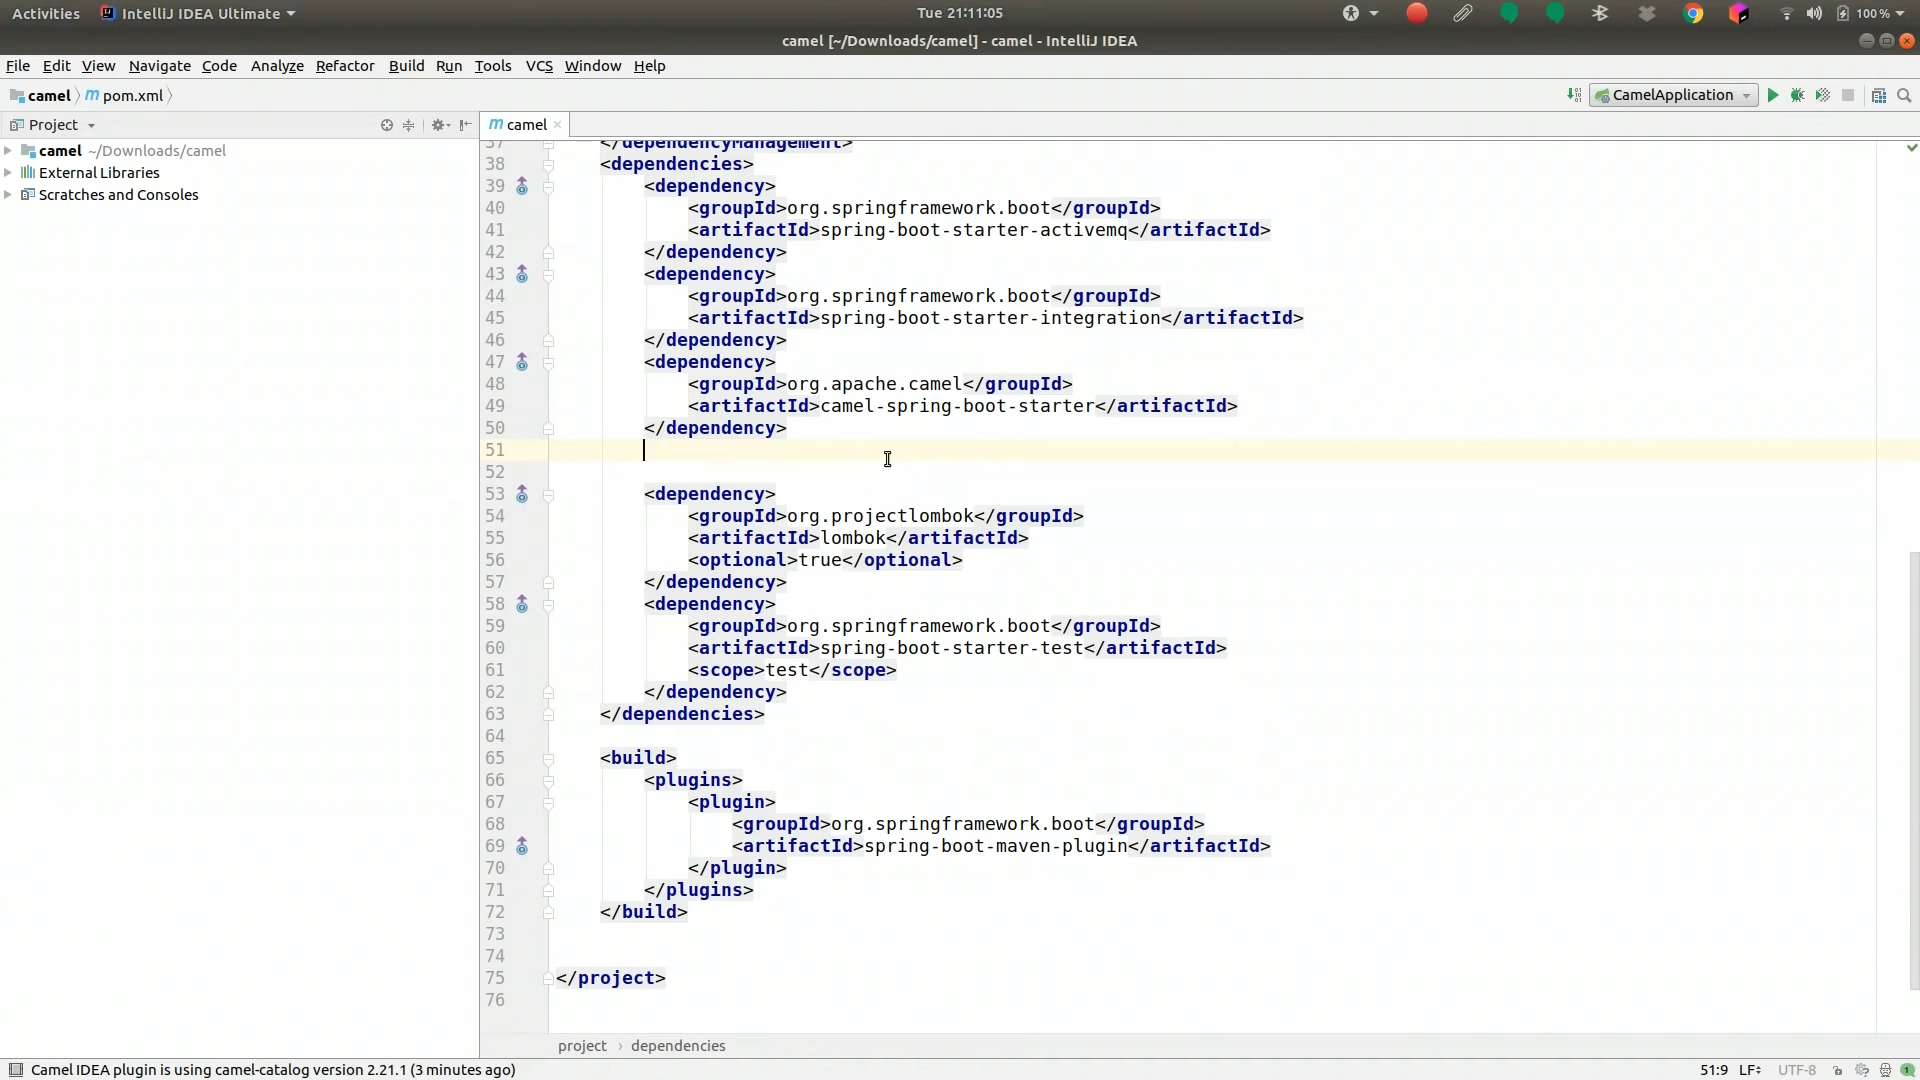 Activities IntelliJ IDEA Ultimate Tue 21:11:05 100 %
camel [~/Downloads/camel] - camel - IntelliJ IDEA
File Edit View Navigate Code Analyze Refactor Build Run Tools VCS Window Help
camel pom.xml CamelApplication
Project camel
camel ~/Downloads/camel
External Libraries
Scratches and Consoles
37 </dependencyManagement>
38 <dependencies>
39 <dependency>
40 <groupId>org.springframework.boot</groupId>
41 <artifactId>spring-boot-starter-activemq</artifactId>
42 </dependency>
43 <dependency>
44 <groupId>org.springframework.boot</groupId>
45 <artifactId>spring-boot-starter-integration</artifactId>
46 </dependency>
47 <dependency>
48 <groupId>org.apache.camel</groupId>
49 <artifactId>camel-spring-boot-starter</artifactId>
50 </dependency>
51
52
53 <dependency>
54 <groupId>org.projectlombok</groupId>
55 <artifactId>lombok</artifactId>
56 <optional>true</optional>
57 </dependency>
58 <dependency>
59 <groupId>org.springframework.boot</groupId>
60 <artifactId>spring-boot-starter-test</artifactId>
61 <scope>test</scope>
62 </dependency>
63 </dependencies>
64
65 <build>
66 <plugins>
67 <plugin>
68 <groupId>org.springframework.boot</groupId>
69 <artifactId>spring-boot-maven-plugin</artifactId>
70 </plugin>
71 </plugins>
72 </build>
73
74
75 </project>
76
project › dependencies
Camel IDEA plugin is using camel-catalog version 2.21.1 (3 minutes ago) 51:9 LF÷ UTF-8 1